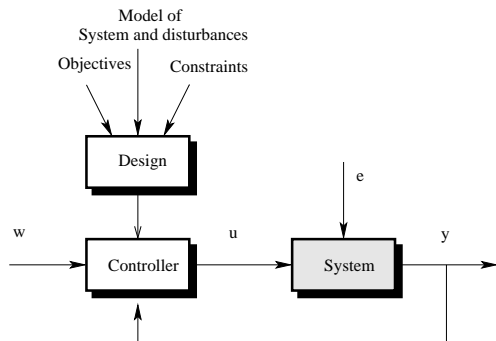 Model of
System and disturbances
Objectives
Constraints
Design
e
w
u
y
Controller
System